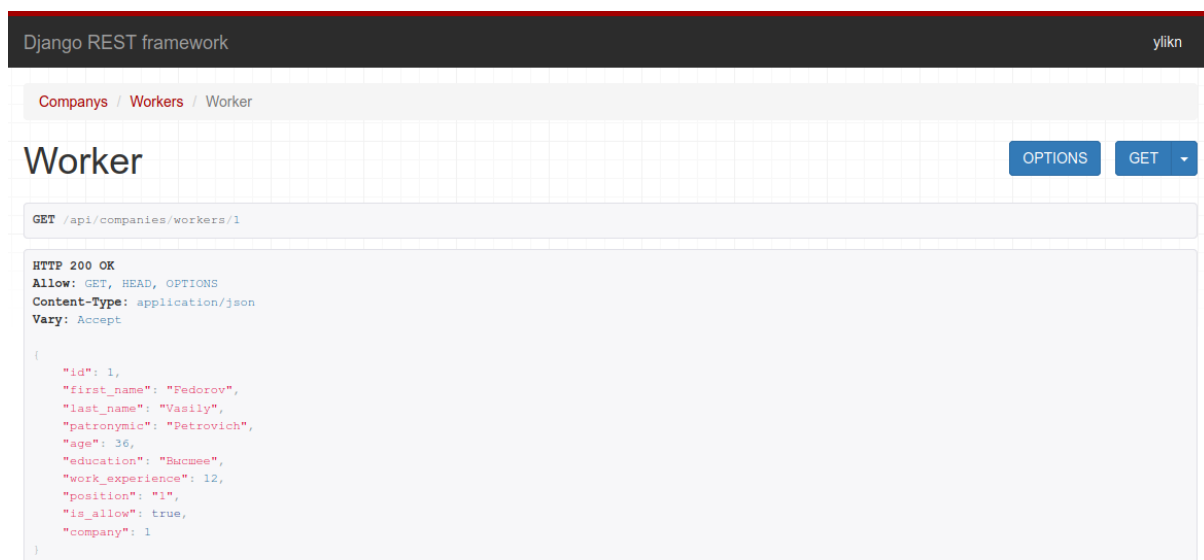 Django REST framework
ylikn
Companys / Workers / Worker
Worker
OPTIONS
GET
GET /api/companies/workers/1
HTTP 200 OK
Allow: GET, HEAD, OPTIONS
Content-Type: application/json
Vary: Accept
{
    "id": 1,
    "first_name": "Fedorov",
    "last_name": "Vasily",
    "patronymic": "Petrovich",
    "age": 36,
    "education": "Высшее",
    "work_experience": 12,
    "position": "1",
    "is_allow": true,
    "company": 1
}